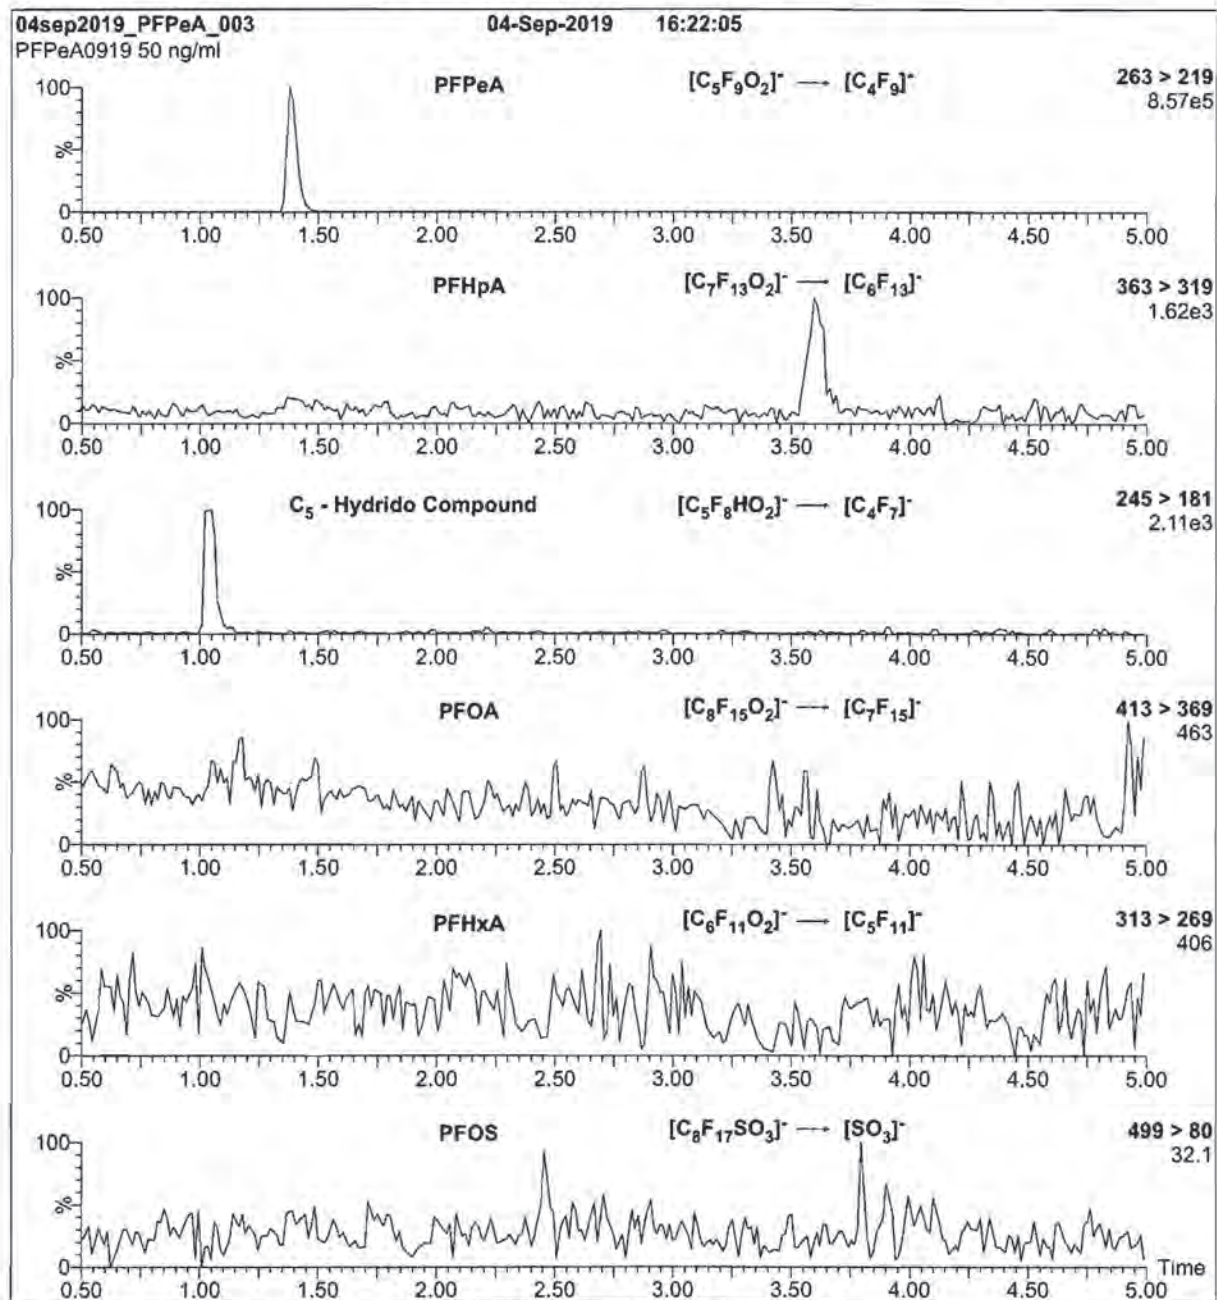 04sep2019_PFPeA_003 04-Sep-2019 16:22:05
PFPeA0919 50 ng/ml
PFPeA [C₅F₉O₂]⁻ → [C₄F₉]⁻ 263 > 219
8.57e5
100
%
0
0.50 1.00 1.50 2.00 2.50 3.00 3.50 4.00 4.50 5.00
PFHpA [C₇F₁₃O₂]⁻ → [C₆F₁₃]⁻ 363 > 319
1.62e3
100
%
0
0.50 1.00 1.50 2.00 2.50 3.00 3.50 4.00 4.50 5.00
C₅ - Hydrido Compound [C₅F₈HO₂]⁻ → [C₄F₇]⁻ 245 > 181
2.11e3
100
%
0
0.50 1.00 1.50 2.00 2.50 3.00 3.50 4.00 4.50 5.00
PFOA [C₈F₁₅O₂]⁻ → [C₇F₁₅]⁻ 413 > 369
463
100
%
0
0.50 1.00 1.50 2.00 2.50 3.00 3.50 4.00 4.50 5.00
PFHxA [C₆F₁₁O₂]⁻ → [C₅F₁₁]⁻ 313 > 269
406
100
%
0
0.50 1.00 1.50 2.00 2.50 3.00 3.50 4.00 4.50 5.00
PFOS [C₈F₁₇SO₃]⁻ → [SO₃]⁻ 499 > 80
32.1
100
%
0
Time
0.50 1.00 1.50 2.00 2.50 3.00 3.50 4.00 4.50 5.00